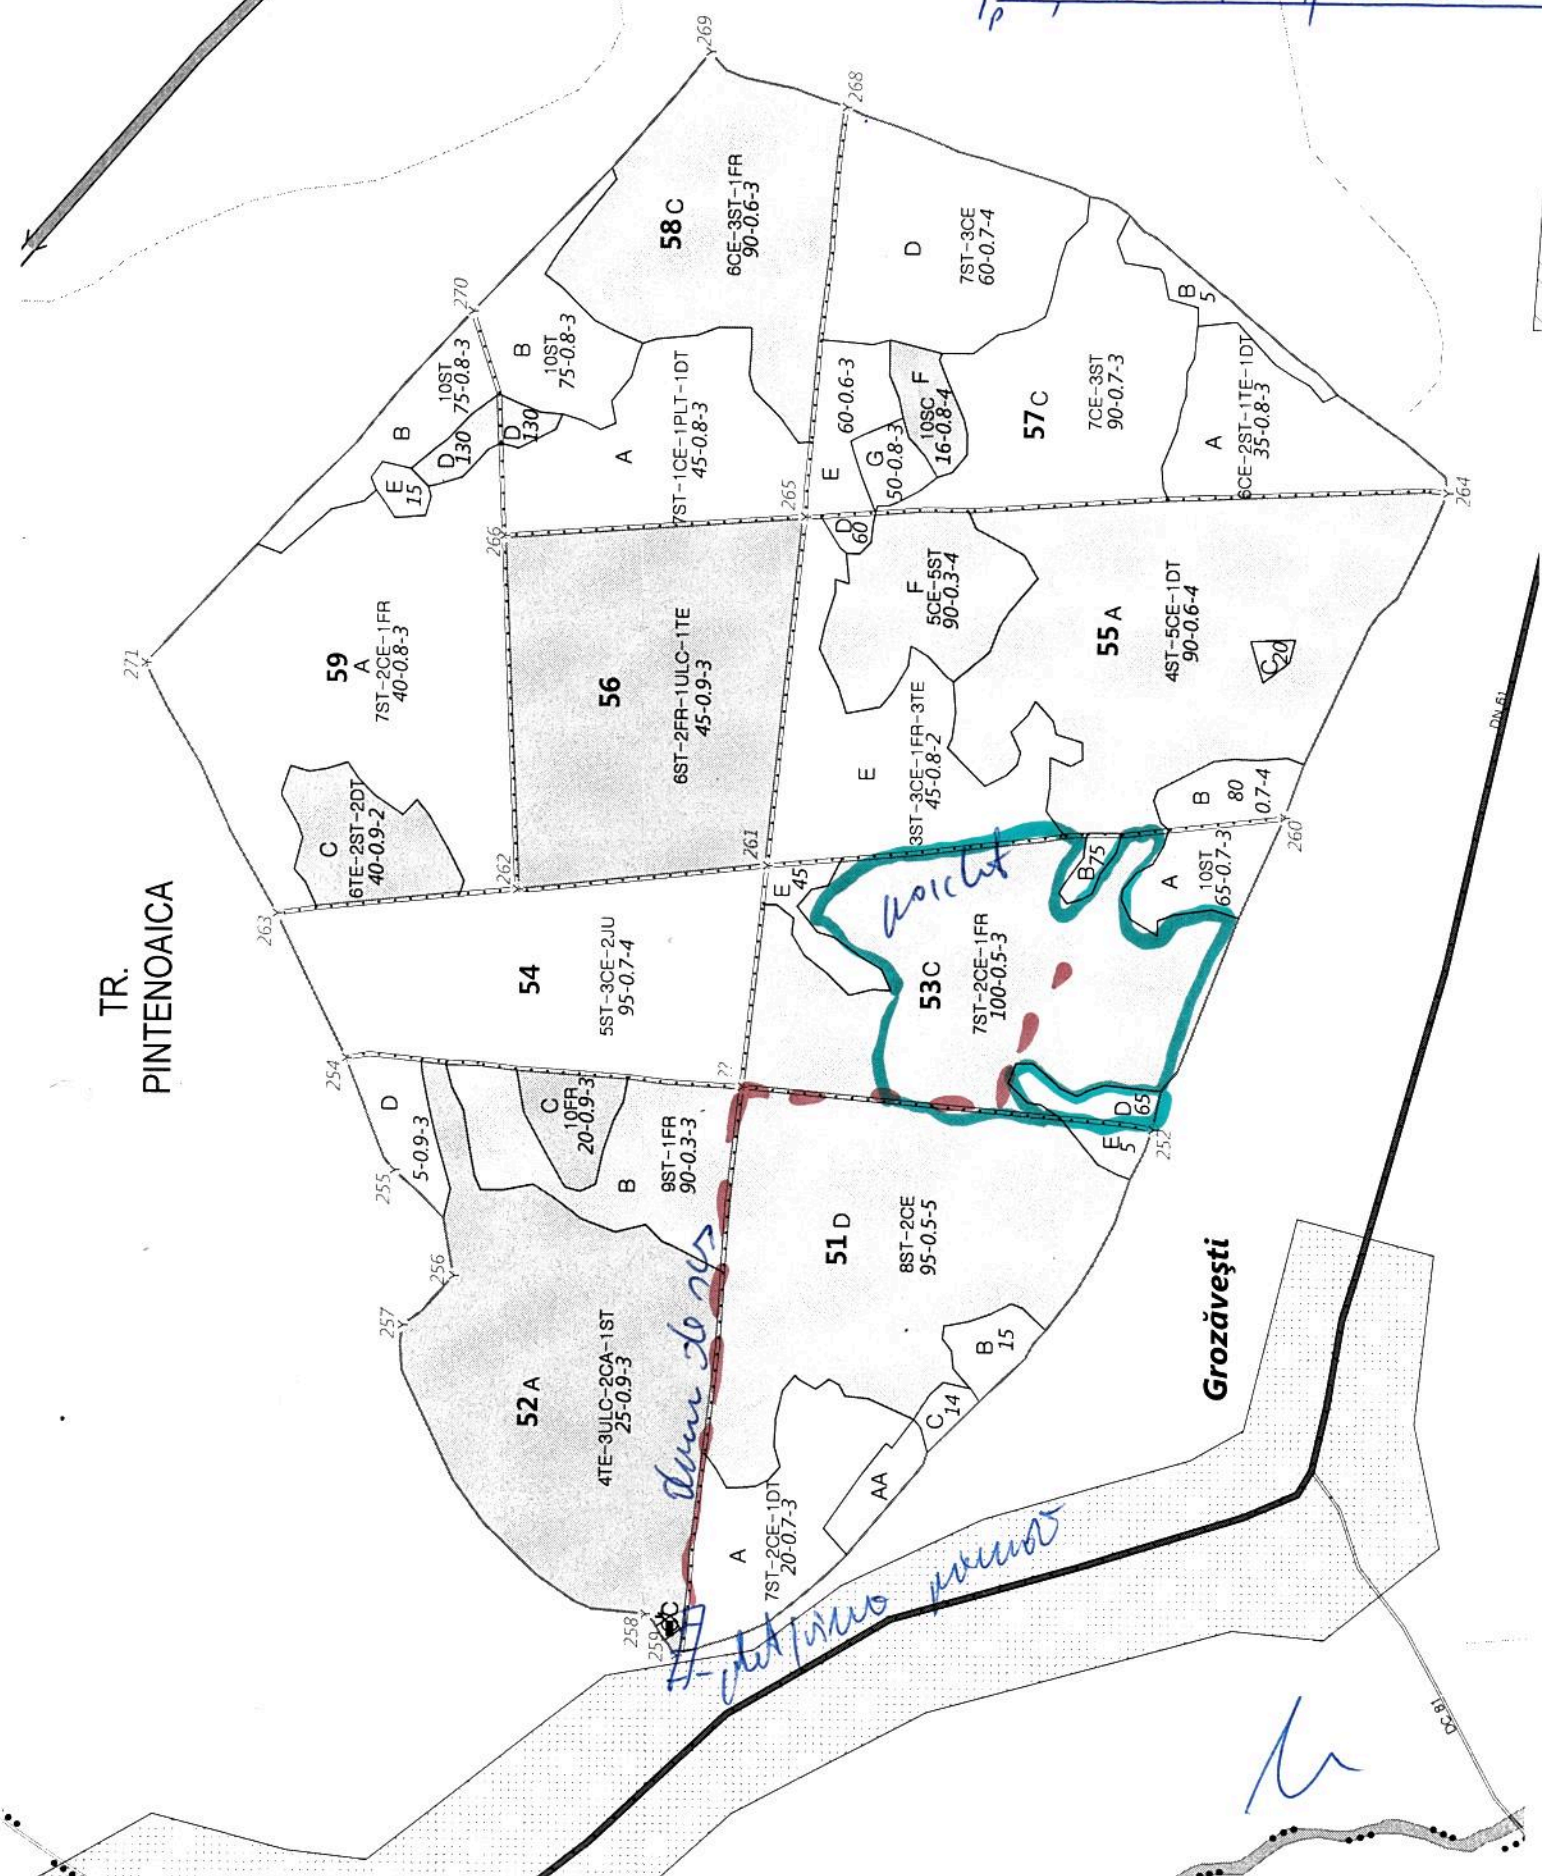 TR.
PINTENOAICA
269
268
270
271
263
262
261
266
265
264
260
254
255
256
257
258
259
252
??
58 C
6CE-3ST-1FR
90-0.6-3
B
10ST
75-0.8-3
D
130
A
7ST-1CE-1PLT-1DT
45-0.8-3
59
A
7ST-2CE-1FR
40-0.8-3
B
10ST
75-0.8-3
D
130
E
15
C
6TE-2ST-2DT
40-0.9-2
56
6ST-2FR-1ULC-1TE
45-0.9-3
D
7ST-3CE
60-0.7-4
57 C
7CE-3ST
90-0.7-3
B
5
A
6CE-2ST-1TE-1DT
35-0.8-3
E
60-0.6-3
F
10SC
16-0.8-4
G
50-0.8-3
55 A
4ST-5CE-1DT
90-0.6-4
D
60
F
5CE-5ST
90-0.3-4
E
3ST-3CE-1FR-3TE
45-0.8-2
C 20
B
80
0.7-4
54
5ST-3CE-2JU
95-0.7-4
53 C
7ST-2CE-1FR
100-0.5-3
E
45
B 75
A
10ST
65-0.7-3
D
65
52 A
4TE-3ULC-2CA-1ST
25-0.9-3
D
5-0.9-3
C
10FR
20-0.9-3
B
9ST-1FR
90-0.3-3
C
51 D
8ST-2CE
95-0.5-5
E
5
B
15
C 14
AA
A
7ST-2CE-1DT
20-0.7-3
Grozăveşti
DN 61
DC 81
parchet
drum de